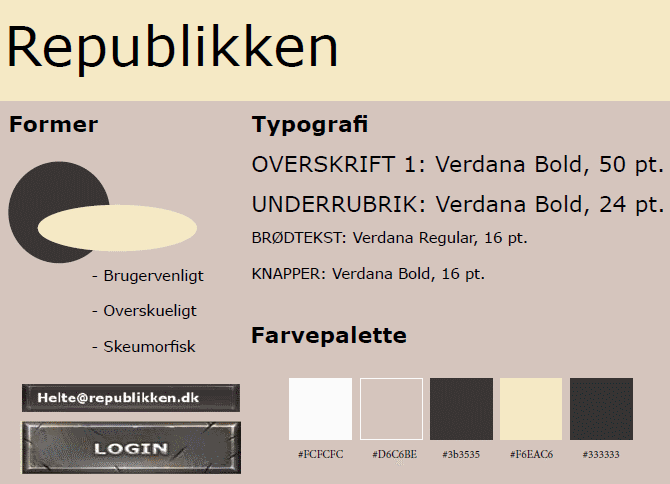 Republikken
Former
- Brugervenligt
- Overskueligt
- Skeumorfisk
Helte@republikken.dk
LOGIN
Typografi
OVERSKRIFT 1: Verdana Bold, 50 pt.
UNDERRUBRIK: Verdana Bold, 24 pt.
BRØDTEKST: Verdana Regular, 16 pt.
KNAPPER: Verdana Bold, 16 pt.
Farvepalette
#FCFCFC #D6C6BE #3b3535 #F6EAC6 #333333